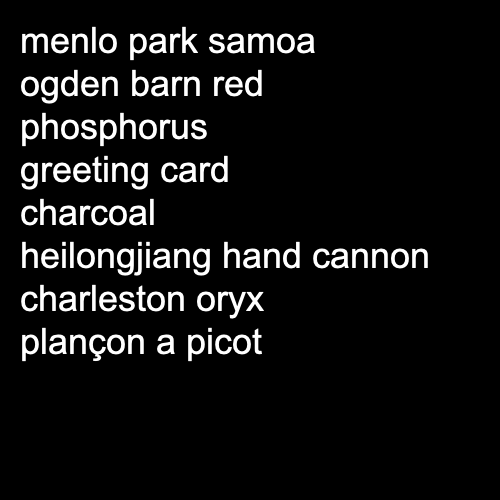 menlo park samoa
ogden barn red
phosphorus
greeting card
charcoal
heilongjiang hand cannon
charleston oryx
plançon a picot